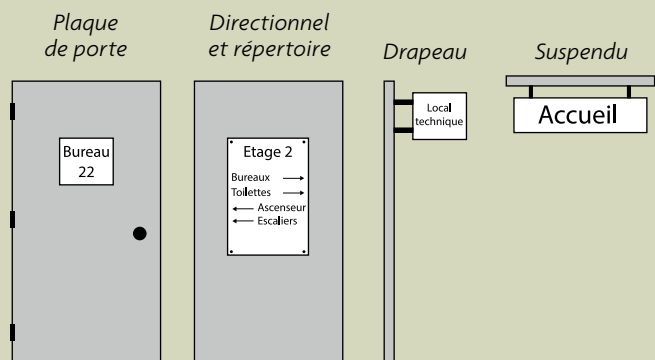 Plaque
de porte
Directionnel
et répertoire
Drapeau
Suspendu
Bureau
22
Etage 2
Bureaux
Toilettes
Ascenseur
Escaliers
Local
technique
Accueil